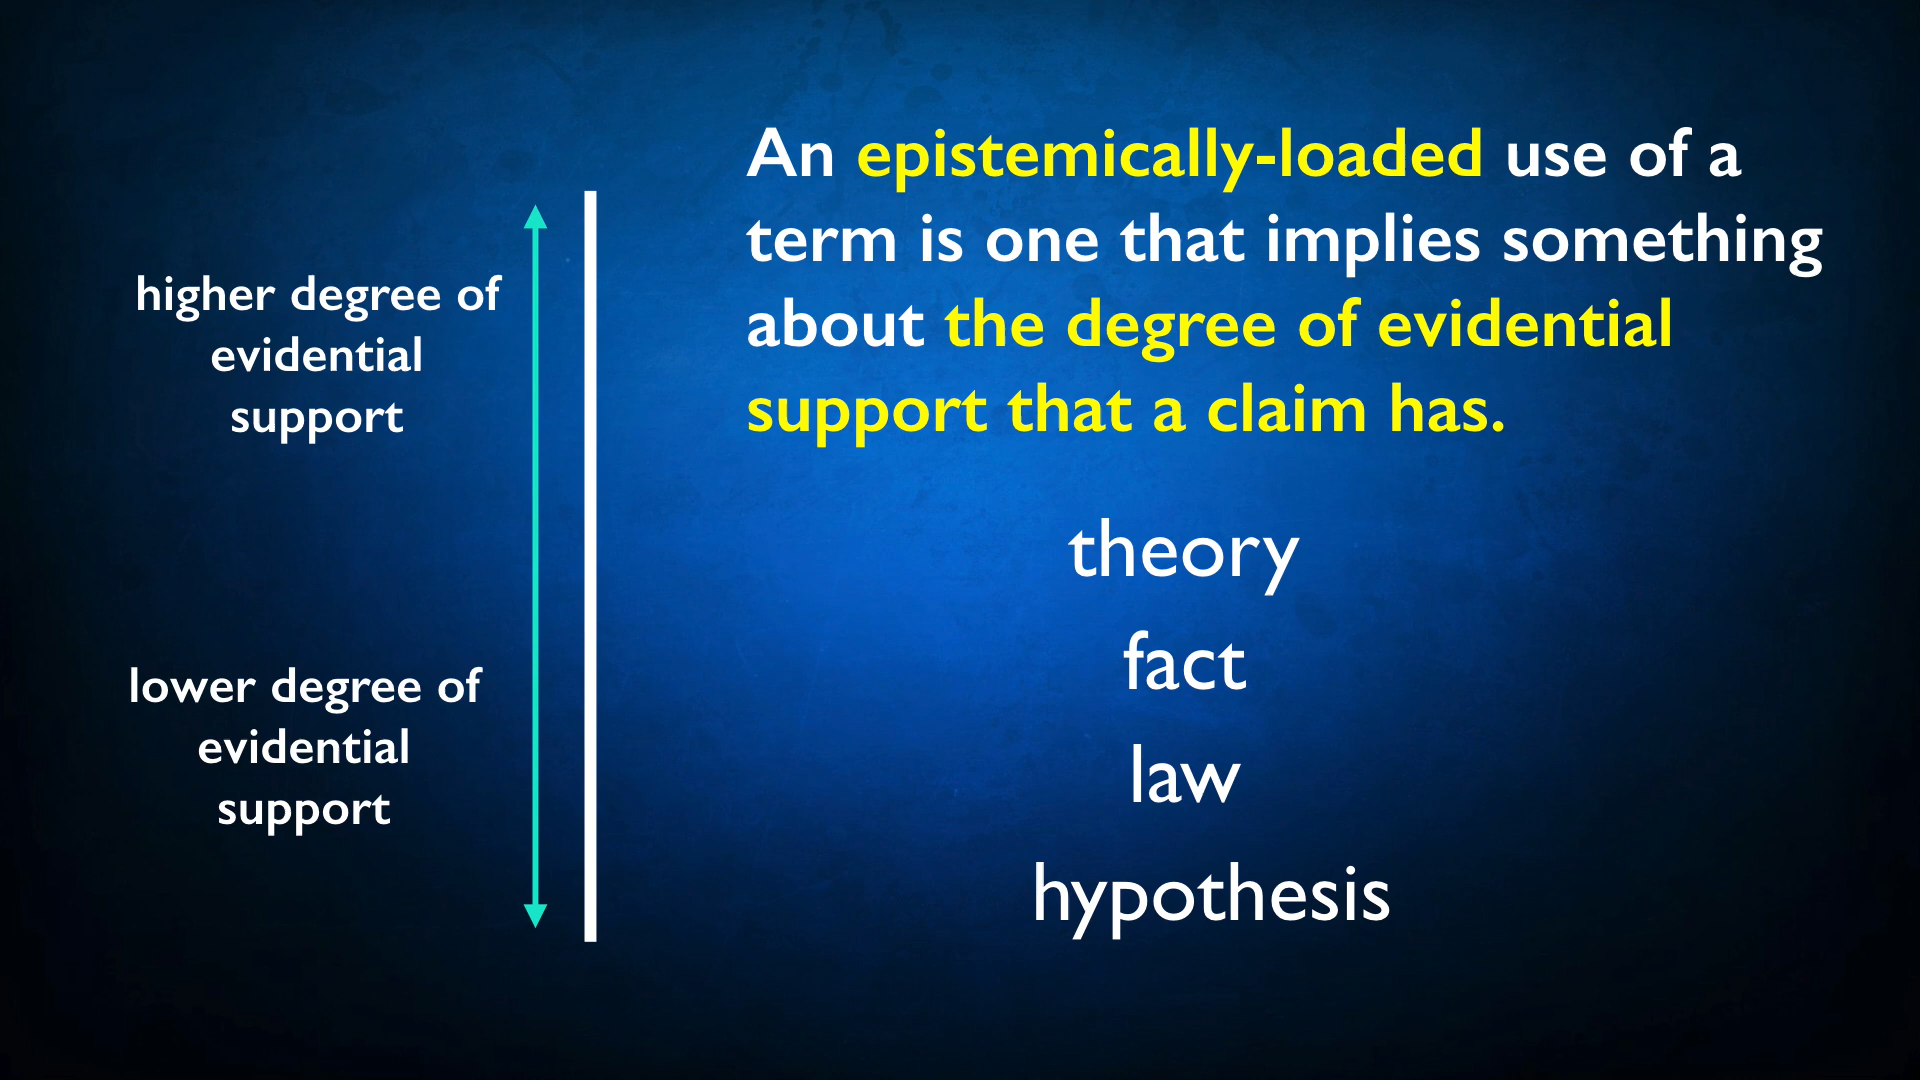 An epistemically-loaded use of a
term is one that implies something
about the degree of evidential
support that a claim has.
higher degree of
evidential
support
lower degree of
evidential
support
theory
fact
law
hypothesis